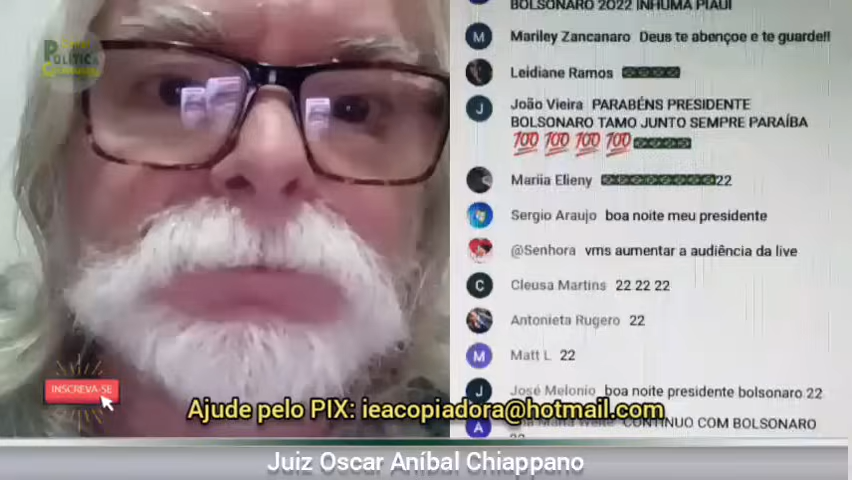 POLÍTICA
BOLSONARO 2022 INHUMA PIAUÍ
Mariley Zancanaro Deus te abençoe e te guarde!!
Leidiane Ramos
João Vieira PARABÉNS PRESIDENTE
BOLSONARO TAMO JUNTO SEMPRE PARAÍBA
💯 💯 💯 💯
Mariia Elieny 22
Sergio Araujo boa noite meu presidente
@Senhora vms aumentar a audiência da live
C Cleusa Martins 22 22 22
Antonieta Rugero 22
M Matt L 22
J José Melonio boa noite presidente bolsonaro 22
A CONTINUO COM BOLSONARO
INSCREVA-SE
Ajude pelo PIX: ieacopiadora@hotmail.com
Juiz Oscar Aníbal Chiappano